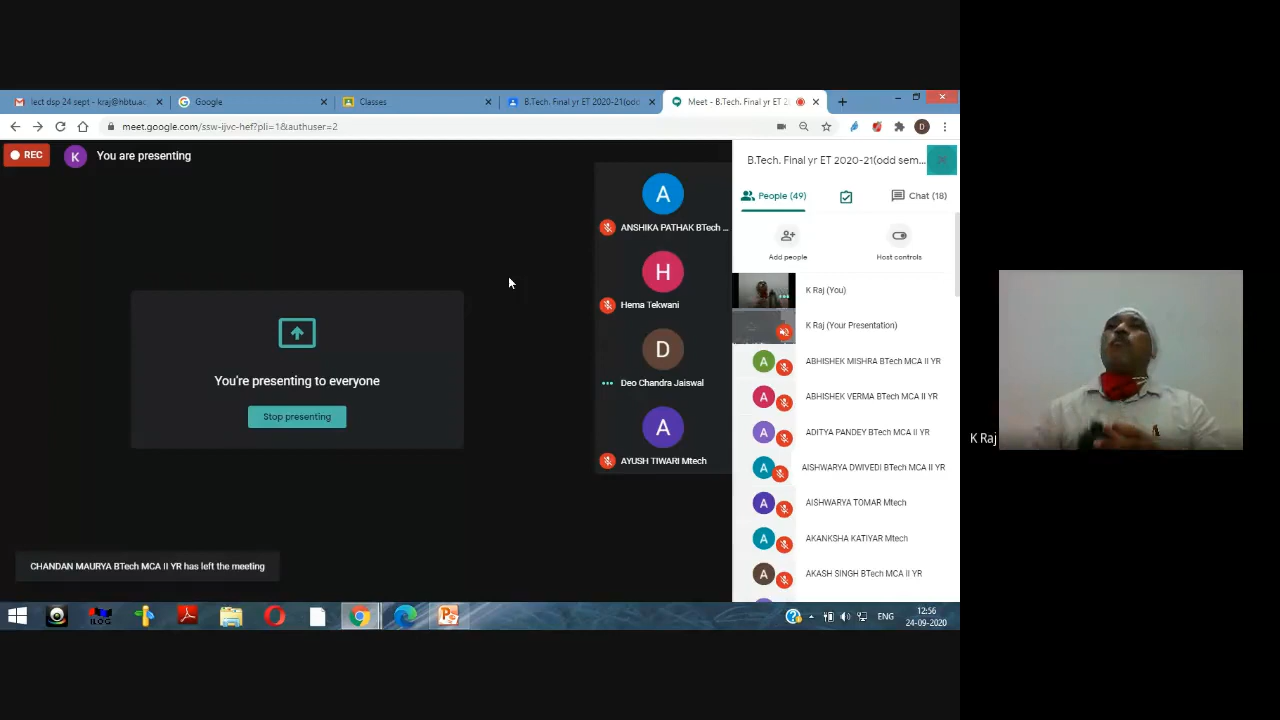 lect dsp 24 sept - kraj@hbtu.ac
Google
Classes
B.Tech. Final yr ET 2020-21(odd
Meet - B.Tech. Final yr ET 2
meet.google.com/ssw-ijvc-hef?pli=1&authuser=2
D
REC
K
You are presenting
B.Tech. Final yr ET 2020-21(odd sem...
People (49)
Chat (18)
Add people
Host controls
A
ANSHIKA PATHAK BTech ...
H
Hema Tekwani
D
Deo Chandra Jaiswal
A
AYUSH TIWARI Mtech
You're presenting to everyone
Stop presenting
K Raj (You)
K Raj (Your Presentation)
A
ABHISHEK MISHRA BTech MCA II YR
A
ABHISHEK VERMA BTech MCA II YR
A
ADITYA PANDEY BTech MCA II YR
A
AISHWARYA DWIVEDI BTech MCA II YR
A
AISHWARYA TOMAR Mtech
A
AKANKSHA KATIYAR Mtech
A
AKASH SINGH BTech MCA II YR
CHANDAN MAURYA BTech MCA II YR has left the meeting
K Raj
ILOG
ENG
12:56
24-09-2020